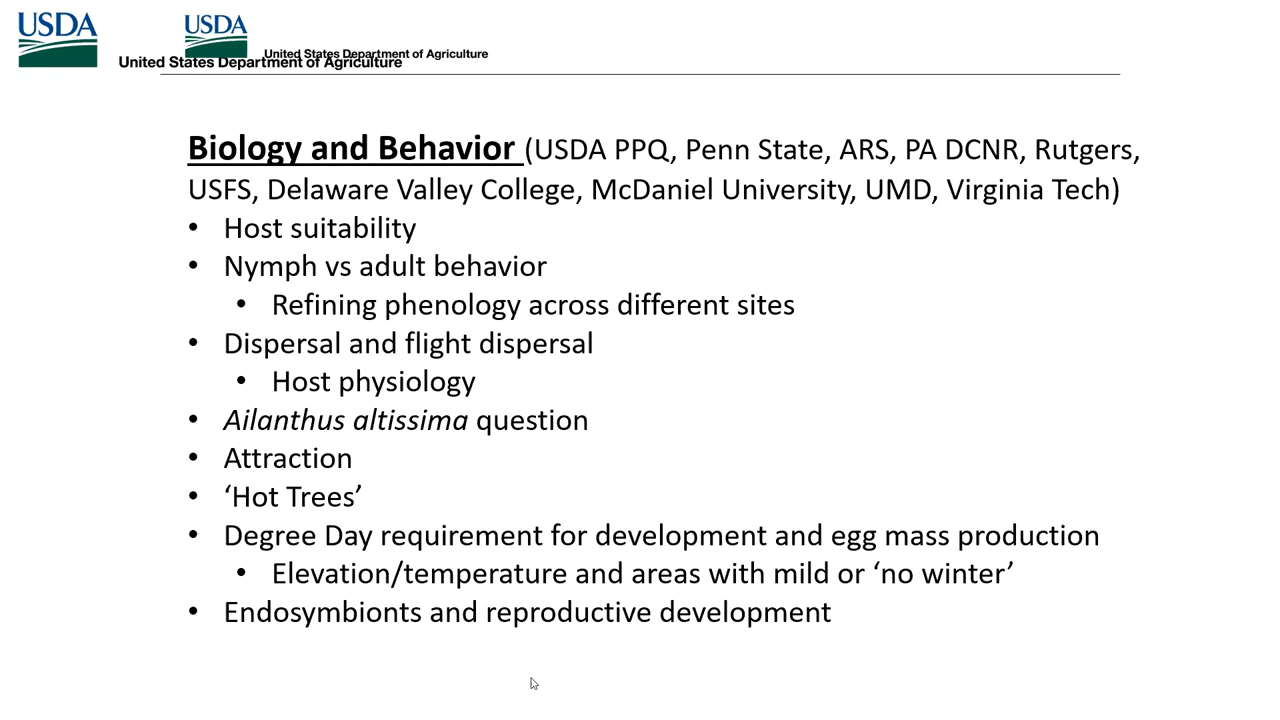 USDA
USDA
United States Department of Agriculture
United States Department of Agriculture
Biology and Behavior (USDA PPQ, Penn State, ARS, PA DCNR, Rutgers,
USFS, Delaware Valley College, McDaniel University, UMD, Virginia Tech)
• Host suitability
• Nymph vs adult behavior
• Refining phenology across different sites
• Dispersal and flight dispersal
• Host physiology
• Ailanthus altissima question
• Attraction
• ‘Hot Trees’
• Degree Day requirement for development and egg mass production
• Elevation/temperature and areas with mild or ‘no winter’
• Endosymbionts and reproductive development